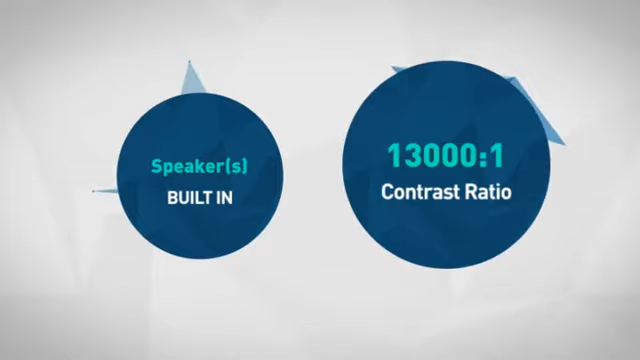 Speaker(s)
BUILT IN
13000:1
Contrast Ratio